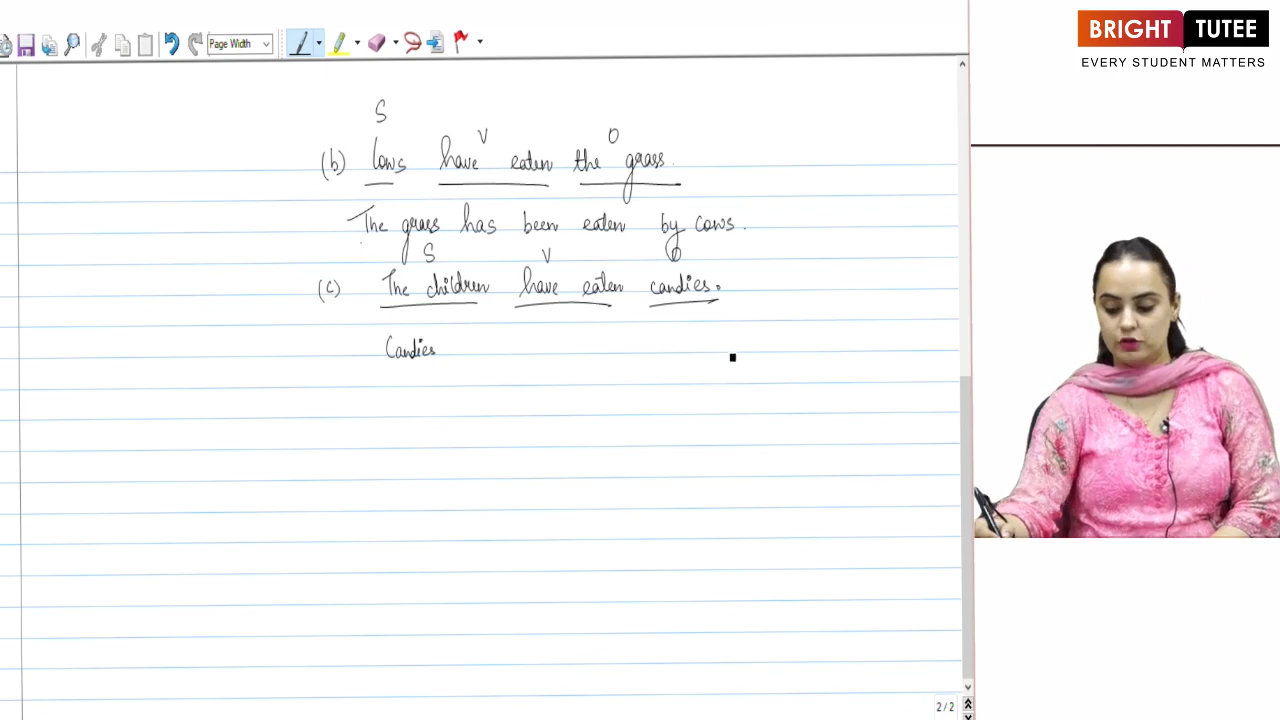 BRIGHT TUTEE
EVERY STUDENT MATTERS
Page Width
S
V O
(b) Cows have eaten the grass.
The grass has been eaten by cows.
S V O
(c) The children have eaten candies.
Candies
2/2